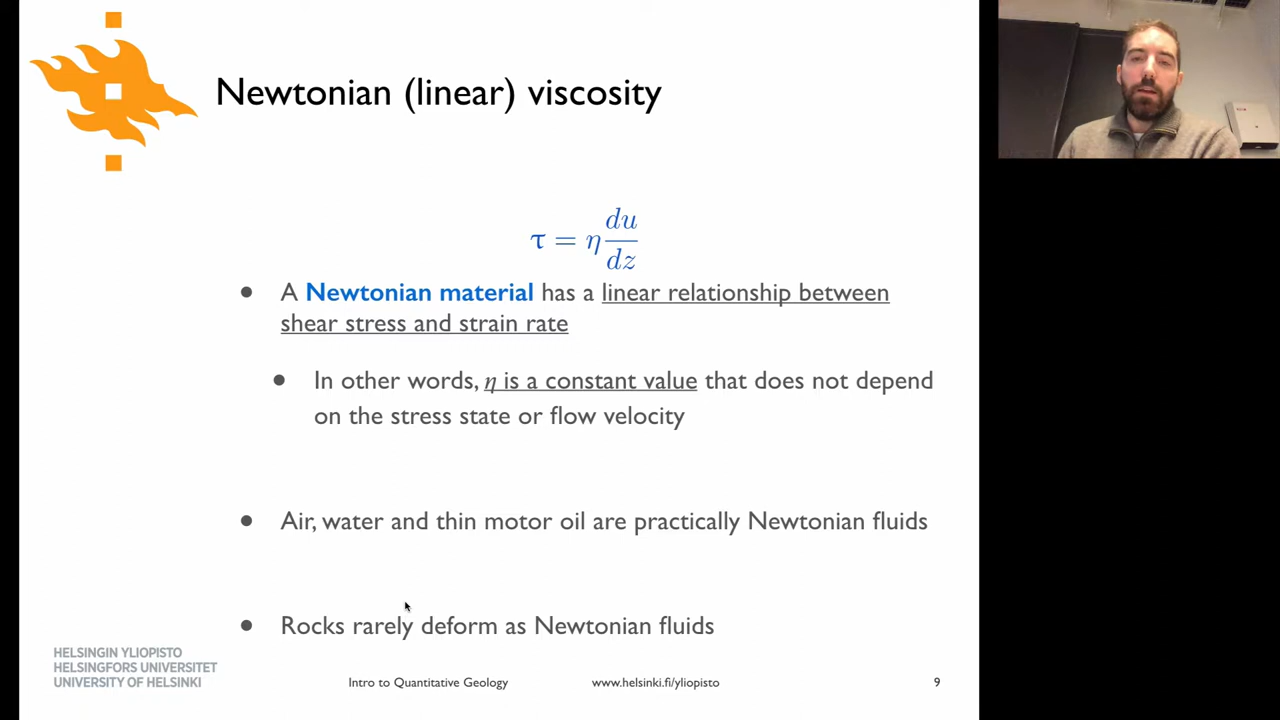 Newtonian (linear) viscosity
τ = η du/dz
• A Newtonian material has a linear relationship between
shear stress and strain rate
• In other words, η is a constant value that does not depend
on the stress state or flow velocity
• Air, water and thin motor oil are practically Newtonian fluids
• Rocks rarely deform as Newtonian fluids
HELSINGIN YLIOPISTO
HELSINGFORS UNIVERSITET
UNIVERSITY OF HELSINKI
Intro to Quantitative Geology
www.helsinki.fi/yliopisto
9